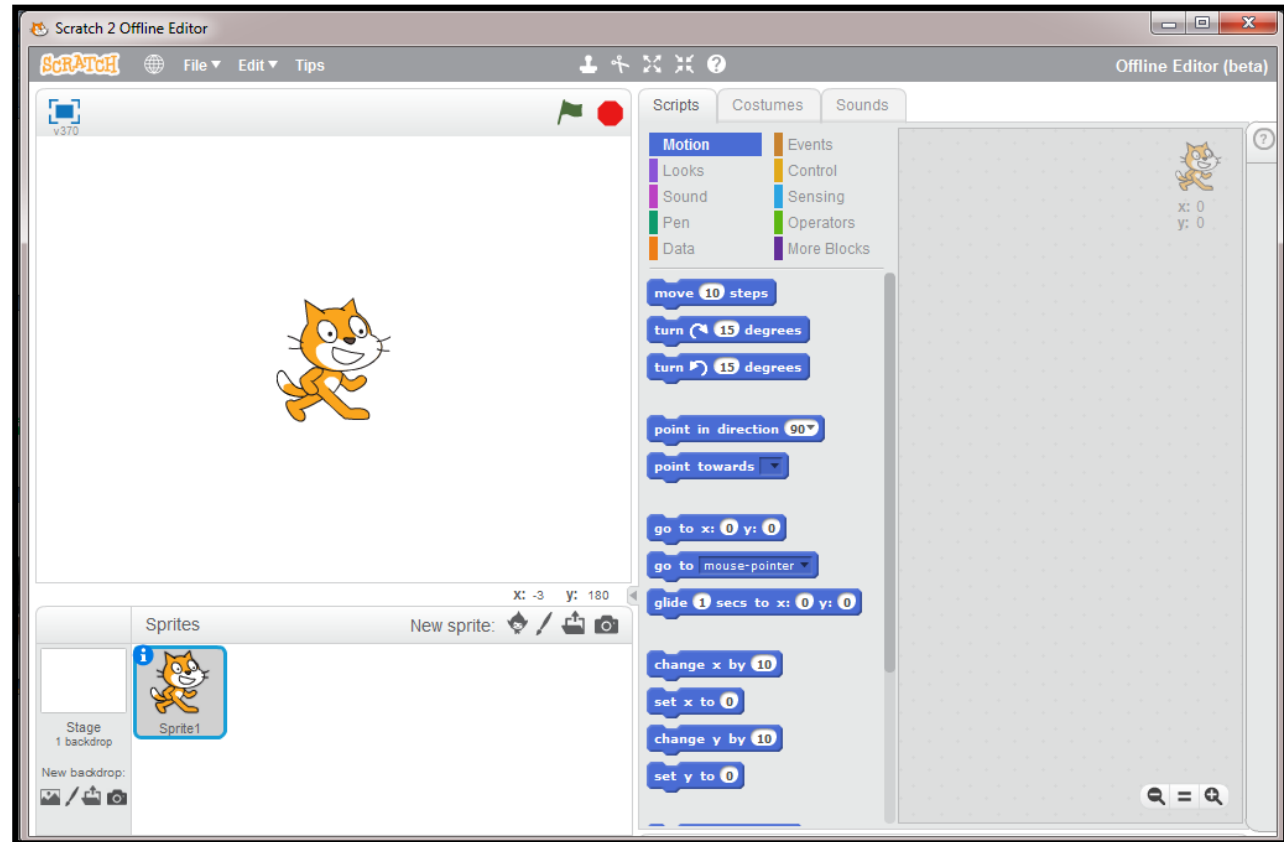 Scratch 2 Offline Editor
SCRATCH File Edit Tips Offline Editor (beta)
v370
Scripts Costumes Sounds
Motion Events
Looks Control
Sound Sensing
Pen Operators
Data More Blocks
x: 0
y: 0
move 10 steps
turn 15 degrees
turn 15 degrees
point in direction 90
point towards
go to x: 0 y: 0
go to mouse-pointer
glide 1 secs to x: 0 y: 0
change x by 10
set x to 0
change y by 10
set y to 0
X: -3 y: 180
Sprites New sprite:
Stage
1 backdrop
New backdrop:
Sprite1